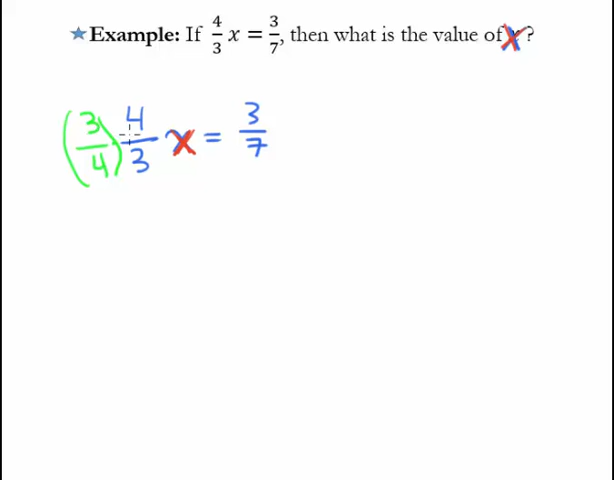 ★Example: If 4/3 x = 3/7, then what is the value of x?
(3/4) 4/3 x = 3/7